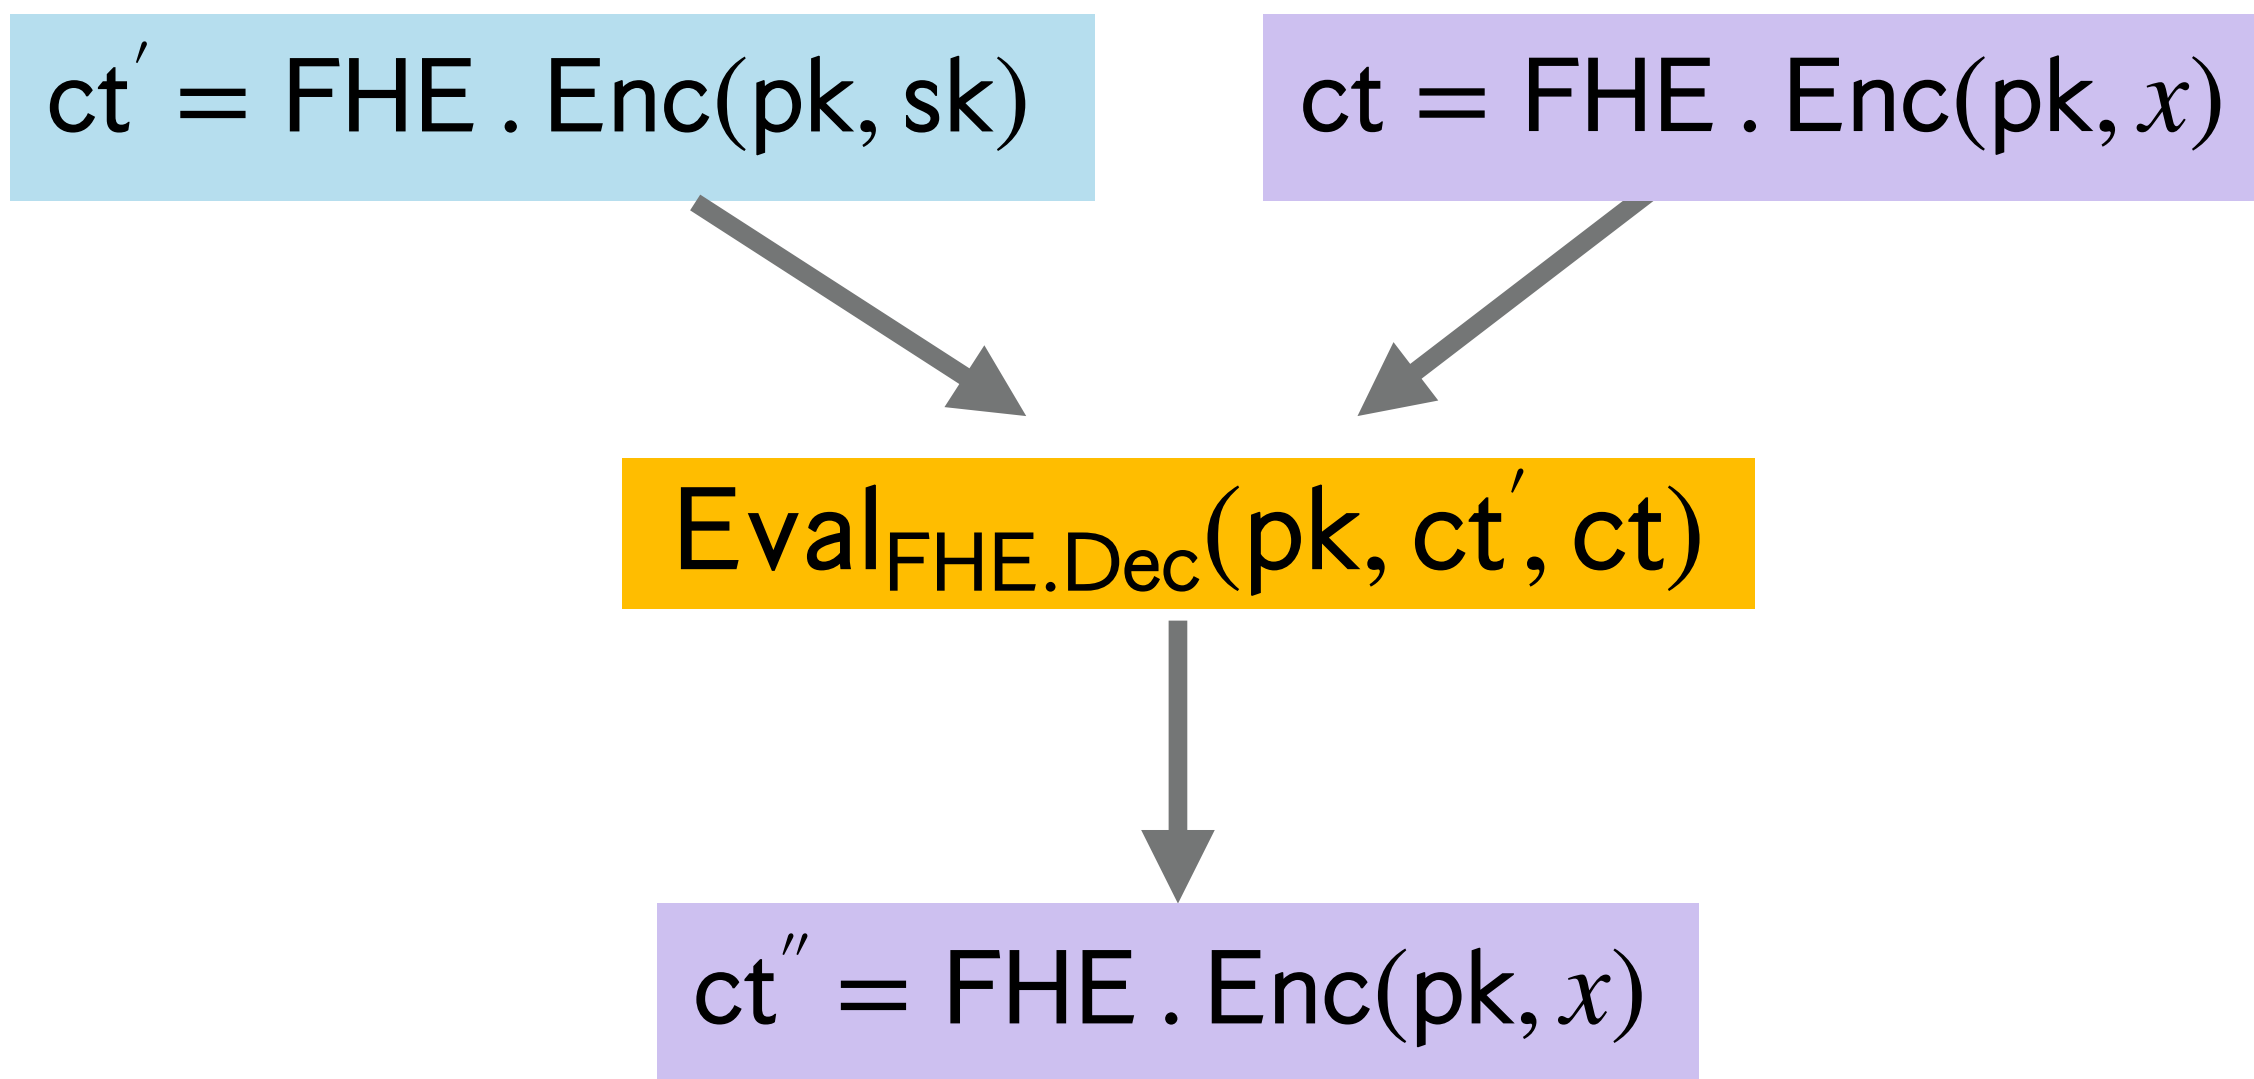 ct′ = FHE . Enc(pk, sk)
ct = FHE . Enc(pk, x)
Eval_FHE.Dec(pk, ct′, ct)
ct″ = FHE . Enc(pk, x)